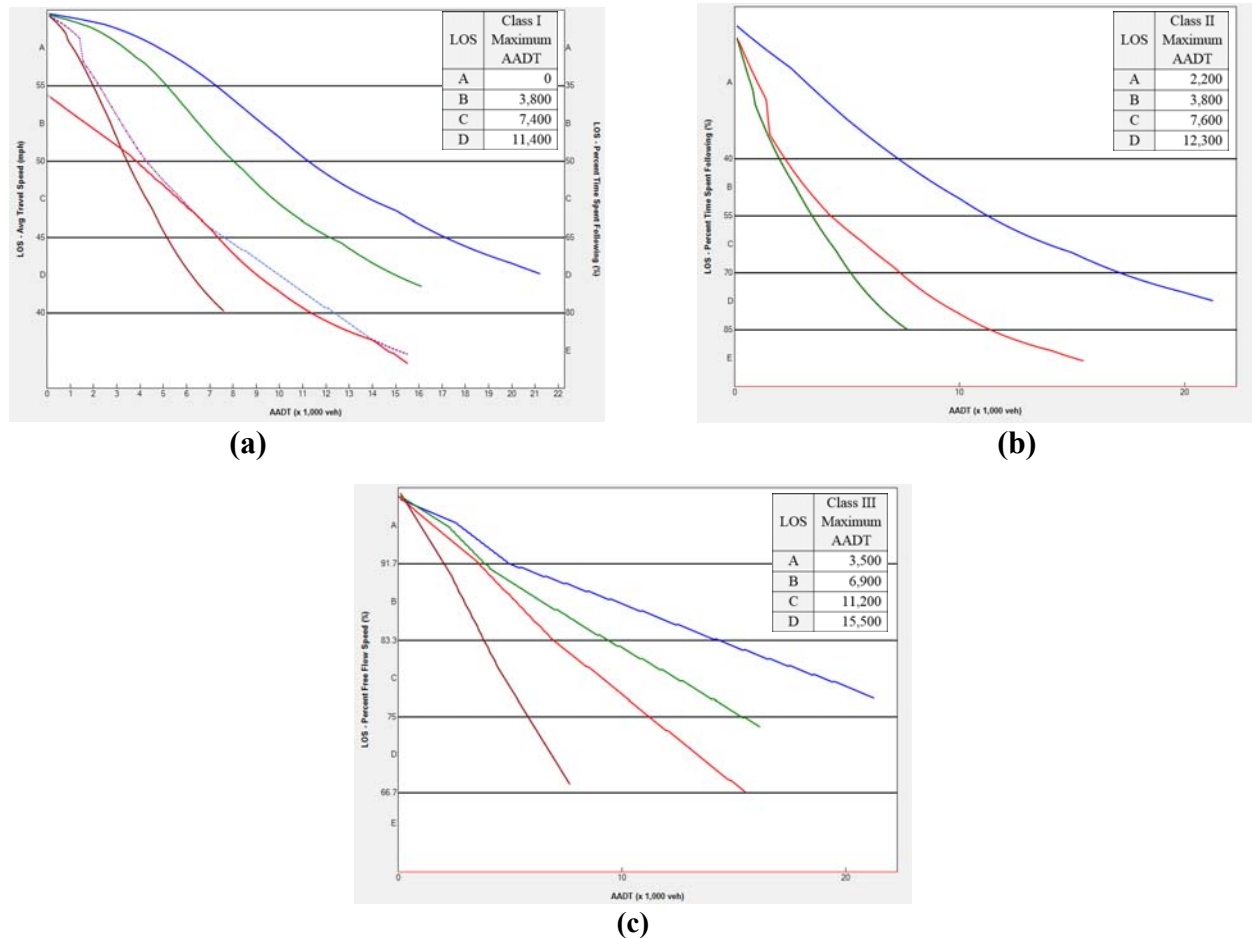 Class I
LOS Maximum
AADT
A 0
B 3,800
C 7,400
D 11,400
LOS - Avg Travel Speed (mph)
A
55
B
50
C
45
D
40
A
35
B
50
C
65
D
80
E
LOS - Percent Time Spent Following (%)
0 1 2 3 4 5 6 7 8 9 10 11 12 13 14 15 16 17 18 19 20 21 22
AADT (x 1,000 veh)
(a)
Class II
LOS Maximum
AADT
A 2,200
B 3,800
C 7,600
D 12,300
LOS - Percent Time Spent Following (%)
A
40
B
55
C
70
D
85
E
0 10 20
AADT (x 1,000 veh)
(b)
Class III
LOS Maximum
AADT
A 3,500
B 6,900
C 11,200
D 15,500
LOS - Percent Free Flow Speed (%)
A
91.7
B
83.3
C
75
D
66.7
E
0 10 20
AADT (x 1,000 veh)
(c)